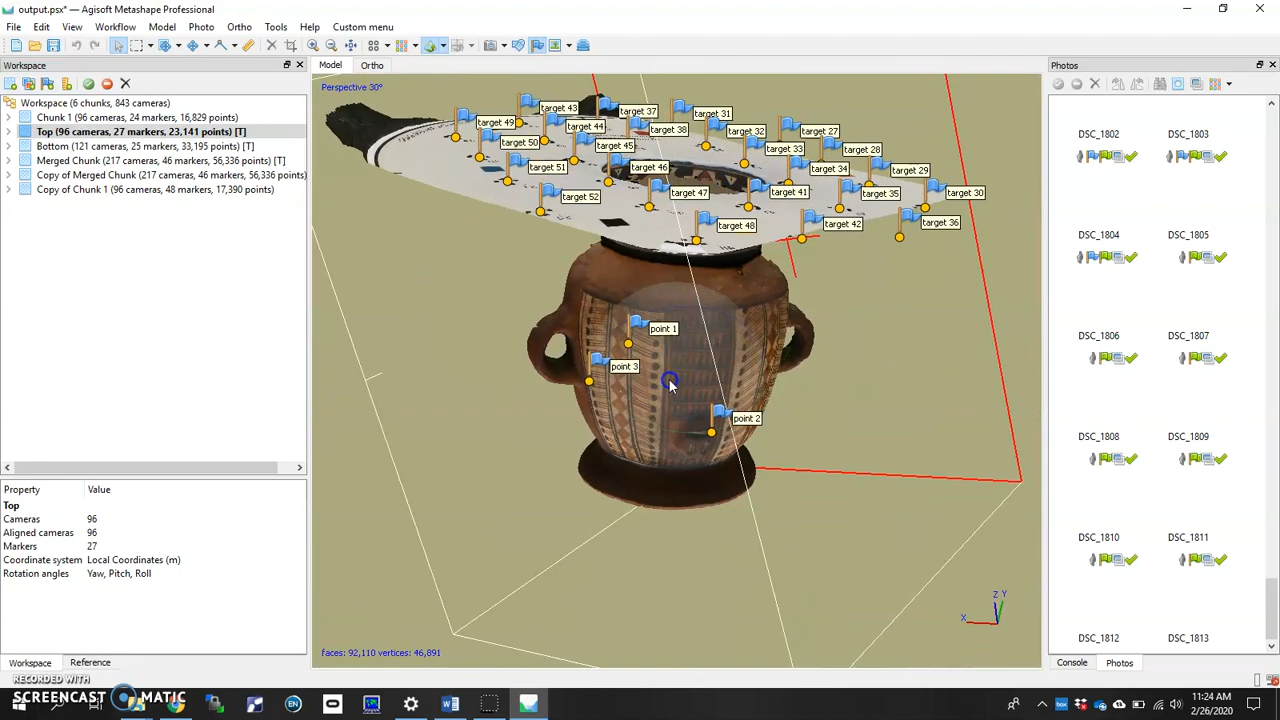 output.psx* — Agisoft Metashape Professional
File Edit View Workflow Model Photo Ortho Tools Help Custom menu
Workspace
Workspace (6 chunks, 843 cameras)
Chunk 1 (96 cameras, 24 markers, 16,829 points)
Top (96 cameras, 27 markers, 23,141 points) [T]
Bottom (121 cameras, 25 markers, 33,195 points) [T]
Merged Chunk (217 cameras, 46 markers, 56,336 points) [T]
Copy of Merged Chunk (217 cameras, 46 markers, 56,336 points)
Copy of Chunk 1 (96 cameras, 48 markers, 17,390 points)
Property Value
Top
Cameras 96
Aligned cameras 96
Markers 27
Coordinate system Local Coordinates (m)
Rotation angles Yaw, Pitch, Roll
Workspace Reference
Model Ortho
Perspective 30°
target 43
target 37
target 31
target 49
target 44
target 38
target 32
target 27
target 50
target 45
target 33
target 28
target 51
target 46
target 34
target 29
target 52
target 47
target 41
target 35
target 30
target 48
target 42
target 36
point 1
point 3
point 2
X
Z
Y
faces: 92,110 vertices: 46,891
Photos
DSC_1802 DSC_1803
DSC_1804 DSC_1805
DSC_1806 DSC_1807
DSC_1808 DSC_1809
DSC_1810 DSC_1811
DSC_1812 DSC_1813
Console Photos
RECORDED WITH
SCREENCAST MATIC
EN
box
11:24 AM
2/26/2020